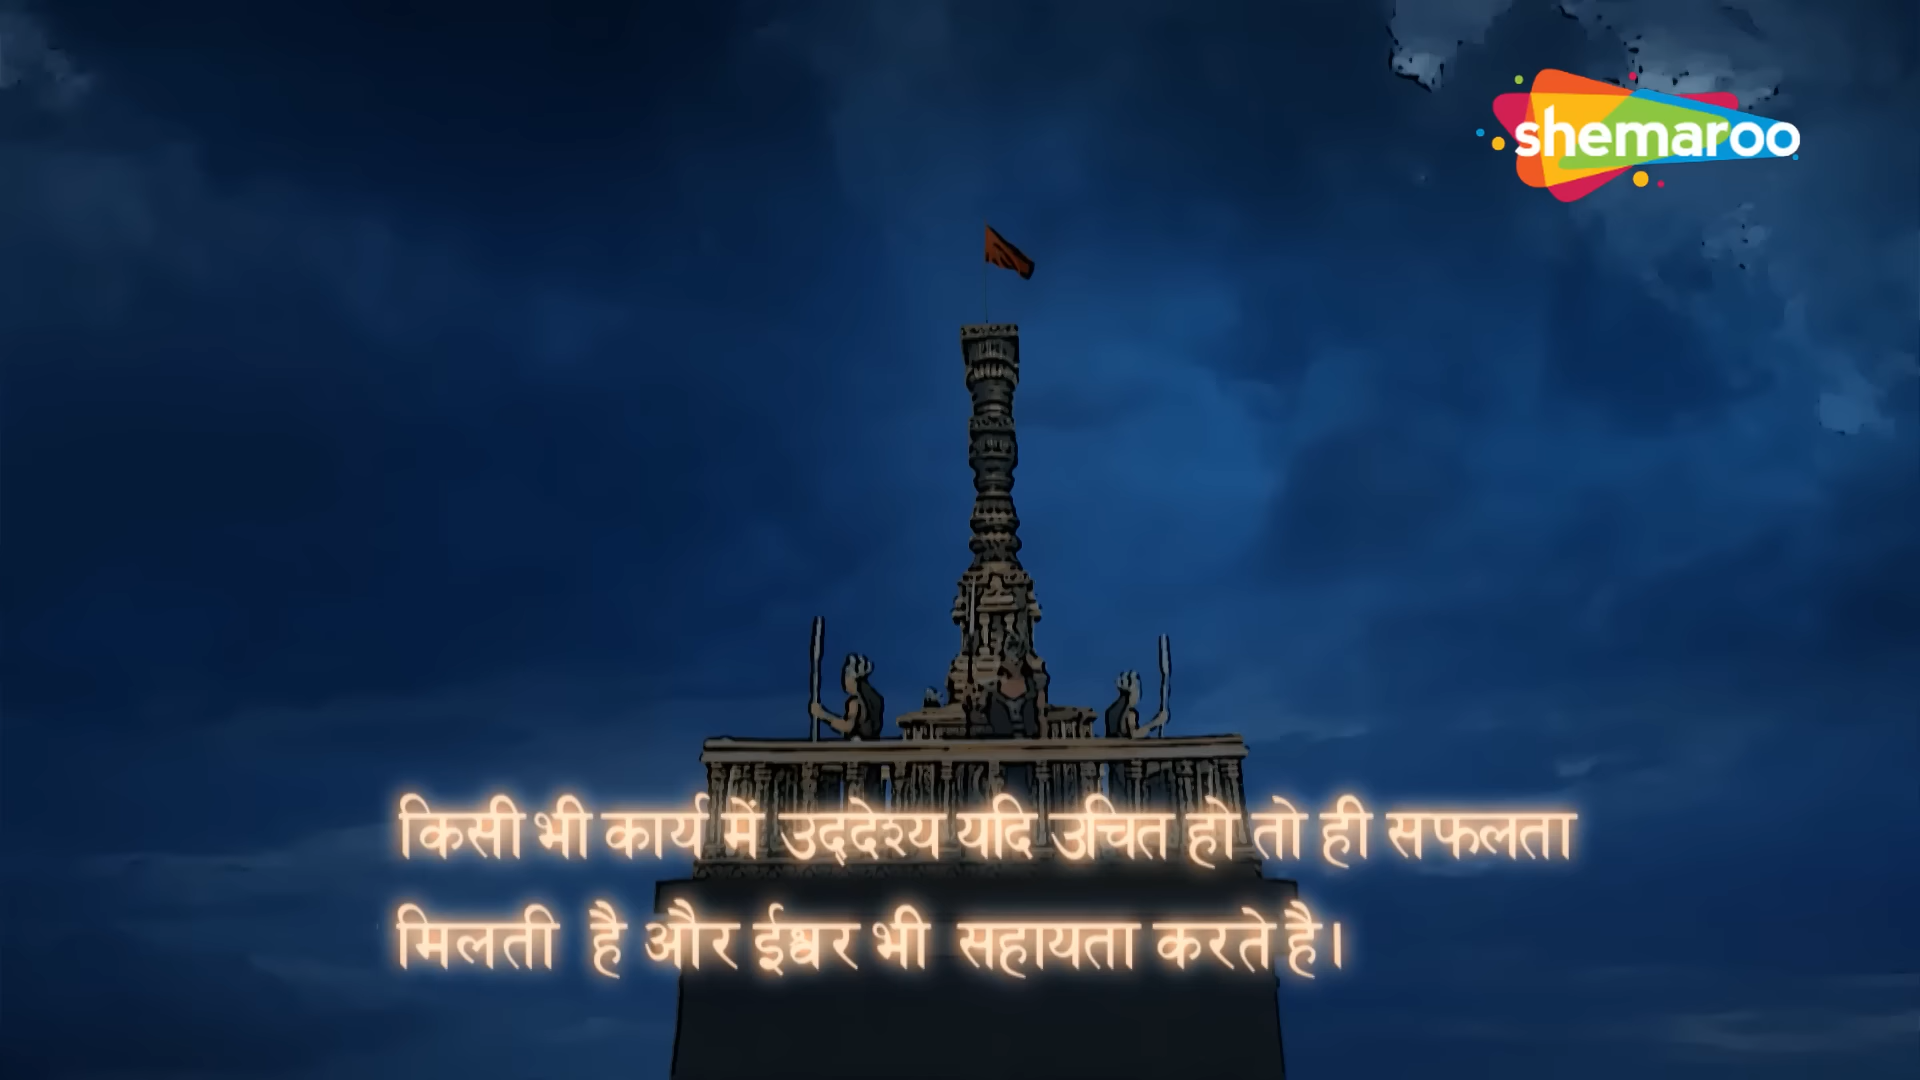 shemaroo
किसी भी कार्य में उद्देश्य यदि उचित हो तो ही सफलता
मिलती है और ईश्वर भी सहायता करते है।